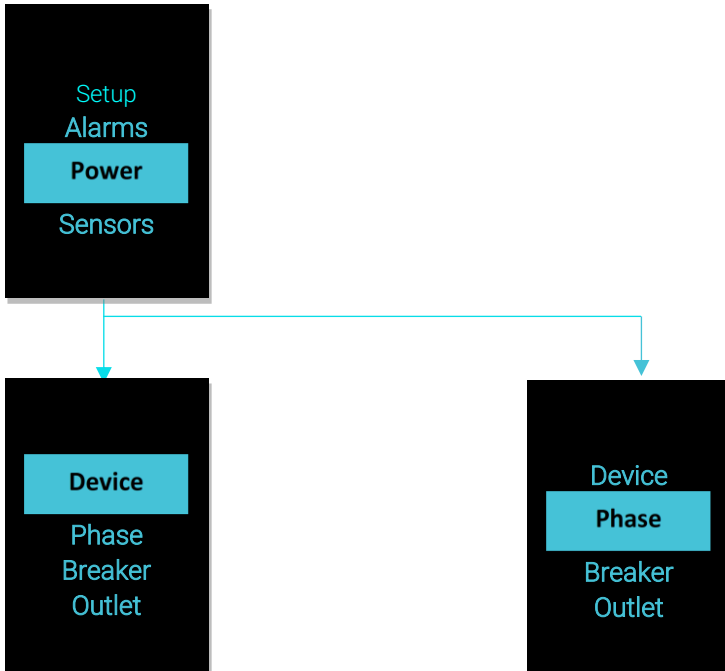 Setup
Alarms
Power
Sensors
Device
Phase
Breaker
Outlet
Device
Phase
Breaker
Outlet